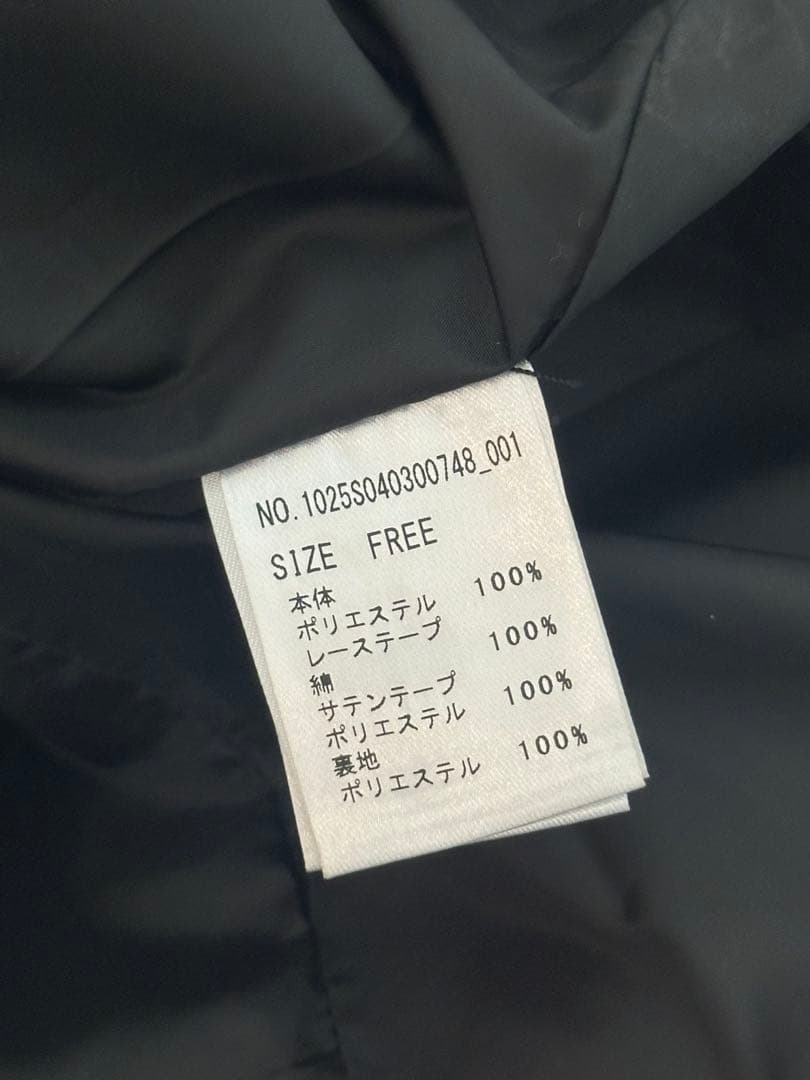 NO.1025S040300748_001
SIZE FREE
本体
ポリエステル 100%
レーステープ
綿 100%
サテンテープ
ポリエステル 100%
裏地
ポリエステル 100%